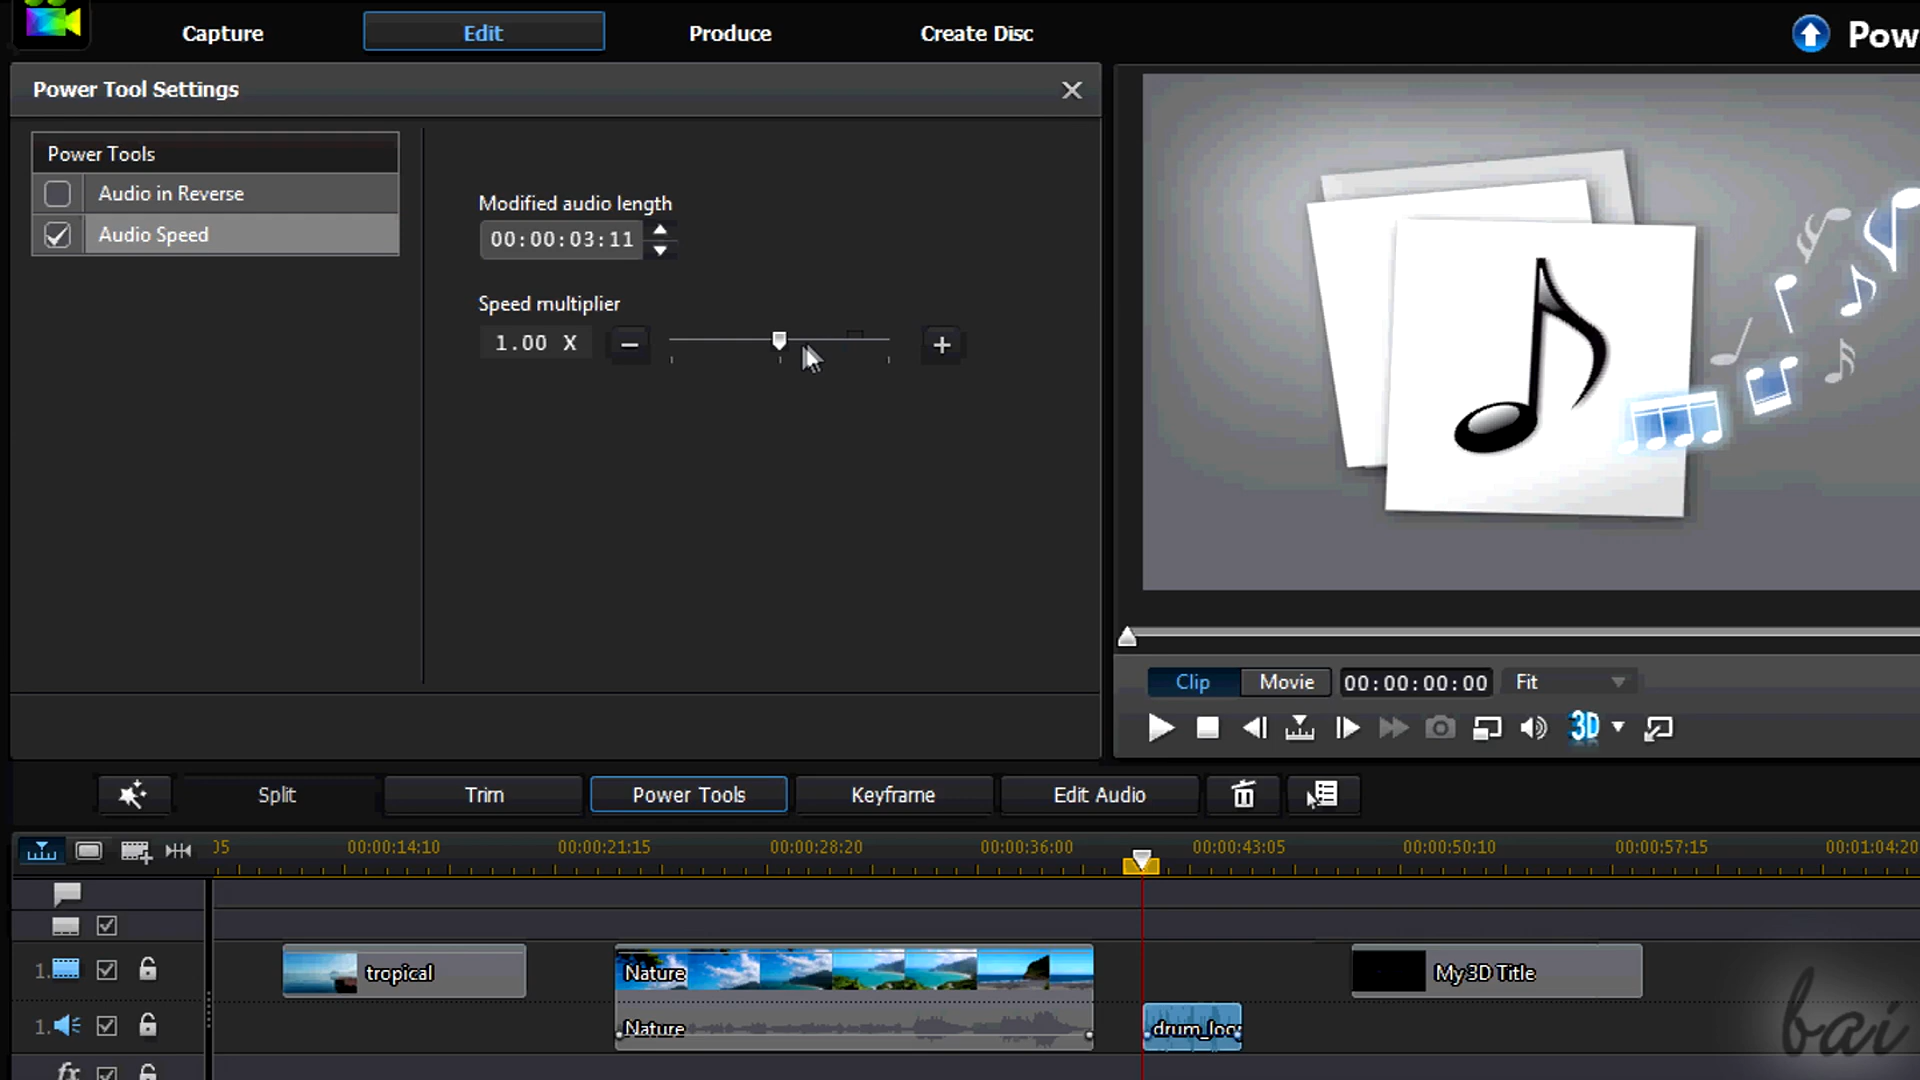 Capture Edit Produce Create Disc Pow
Power Tool Settings
Power Tools
Audio in Reverse
Audio Speed
Modified audio length
00:00:03:11
Speed multiplier
1.00 X
Clip Movie 00:00:00:00 Fit
3D
Split Trim Power Tools Keyframe Edit Audio
05 00:00:14:10 00:00:21:15 00:00:28:20 00:00:36:00 00:00:43:05 00:00:50:10 00:00:57:15 00:01:04:20
1. tropical Nature My 3D Title
1. Nature drum_loo
fx
bai